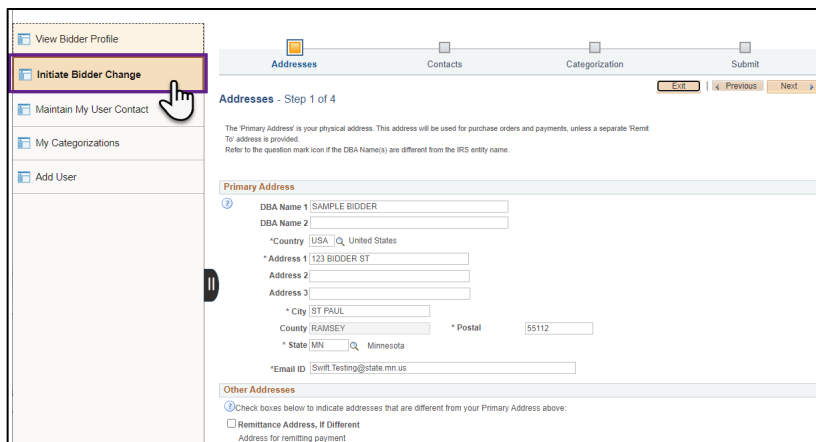 View Bidder Profile
Initiate Bidder Change
Maintain My User Contact
My Categorizations
Add User
Addresses Contacts Categorization Submit
Exit | Previous Next
Addresses - Step 1 of 4
The 'Primary Address' is your physical address. This address will be used for purchase orders and payments, unless a separate 'Remit
To' address is provided.
Refer to the question mark icon if the DBA Name(s) are different from the IRS entity name.
Primary Address
? DBA Name 1 SAMPLE BIDDER
DBA Name 2
*Country USA United States
* Address 1 123 BIDDER ST
Address 2
Address 3
* City ST PAUL
County RAMSEY * Postal 55112
* State MN Minnesota
*Email ID Swift.Testing@state.mn.us
Other Addresses
? Check boxes below to indicate addresses that are different from your Primary Address above:
Remittance Address, If Different
Address for remitting payment